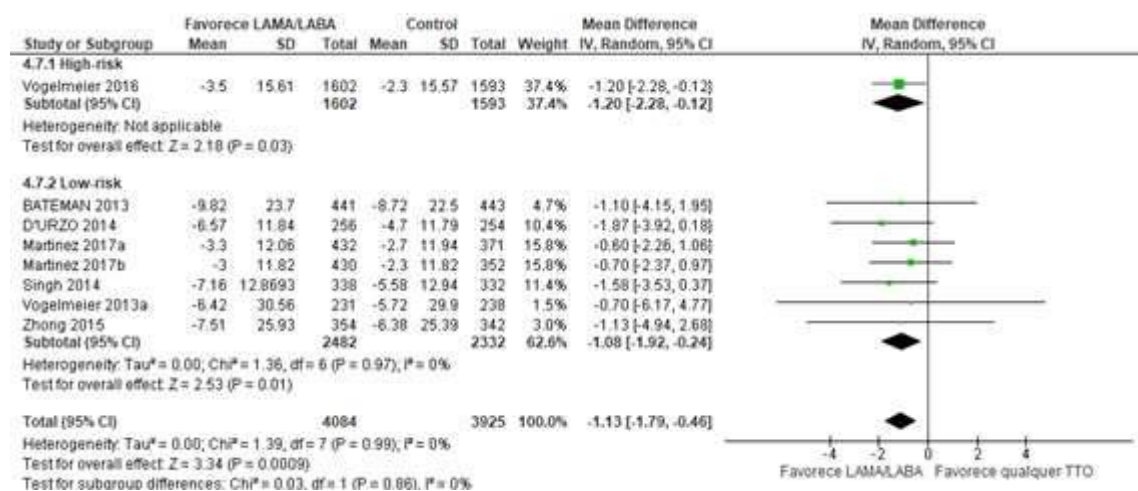 Favorece LAMA/LABA Control Mean Difference Mean Difference
Study or Subgroup Mean SD Total Mean SD Total Weight IV, Random, 95% CI IV, Random, 95% CI
4.7.1 High-risk
Vogelmeier 2016 -3.5 15.61 1602 -2.3 15.57 1593 37.4% -1.20 [-2.28, -0.12]
Subtotal (95% CI) 1602 1593 37.4% -1.20 [-2.28, -0.12]
Heterogeneity: Not applicable
Test for overall effect: Z = 2.18 (P = 0.03)
4.7.2 Low-risk
BATEMAN 2013 -9.82 23.7 441 -8.72 22.5 443 4.7% -1.10 [-4.15, 1.95]
D'URZO 2014 -6.57 11.84 256 -4.7 11.79 254 10.4% -1.87 [-3.92, 0.18]
Martinez 2017a -3.3 12.06 432 -2.7 11.94 371 15.8% -0.60 [-2.26, 1.06]
Martinez 2017b -3 11.82 430 -2.3 11.82 352 15.8% -0.70 [-2.37, 0.97]
Singh 2014 -7.16 12.8693 338 -5.58 12.94 332 11.4% -1.58 [-3.53, 0.37]
Vogelmeier 2013a -6.42 30.56 231 -5.72 29.9 238 1.5% -0.70 [-6.17, 4.77]
Zhong 2015 -7.51 25.93 354 -6.38 25.39 342 3.0% -1.13 [-4.94, 2.68]
Subtotal (95% CI) 2482 2332 62.6% -1.08 [-1.92, -0.24]
Heterogeneity: Tau² = 0.00; Chi² = 1.36, df = 6 (P = 0.97); I² = 0%
Test for overall effect: Z = 2.53 (P = 0.01)
Total (95% CI) 4084 3925 100.0% -1.13 [-1.79, -0.46]
Heterogeneity: Tau² = 0.00; Chi² = 1.39, df = 7 (P = 0.99); I² = 0%
Test for overall effect: Z = 3.34 (P = 0.0009)
Test for subgroup differences: Chi² = 0.03, df = 1 (P = 0.86), I² = 0%
-4 -2 0 2 4
Favorece LAMA/LABA Favorece qualquer TTO